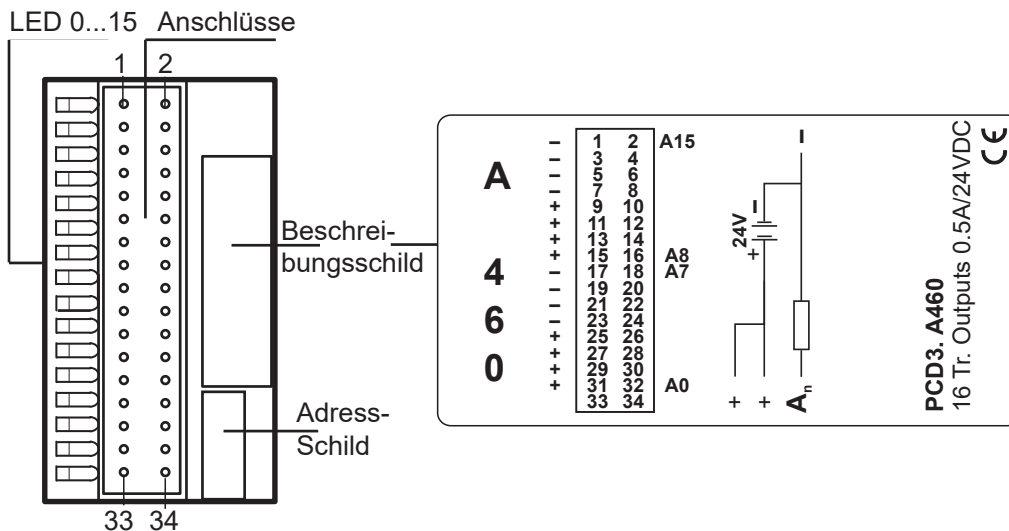 LED 0...15 Anschlüsse
1 2
33 34
Beschrei-
bungsschild
Adress-
Schild
A
4
6
0
– 1 2 A15
– 3 4
– 5 6
– 7 8
+ 9 10
+ 11 12
+ 13 14
+ 15 16 A8
– 17 18 A7
– 19 20
– 21 22
– 23 24
+ 25 26
+ 27 28
+ 29 30
+ 31 32 A0
33 34
–
–
24V
+
+ + An
PCD3. A460
16 Tr. Outputs 0.5A/24VDC
CE